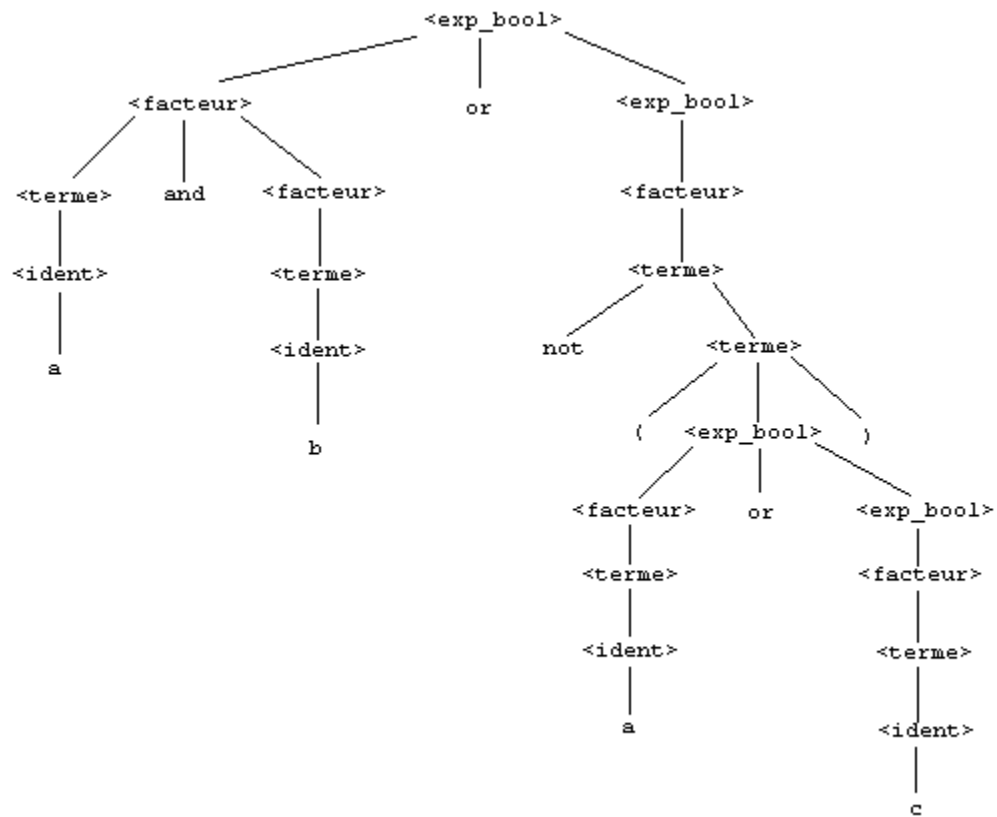 <exp_bool>
<facteur> or <exp_bool>
<terme> and <facteur> <facteur>
<ident> <terme> <terme>
a <ident> not <terme>
b ( <exp_bool> )
<facteur> or <exp_bool>
<terme> <facteur>
<ident> <terme>
a <ident>
c